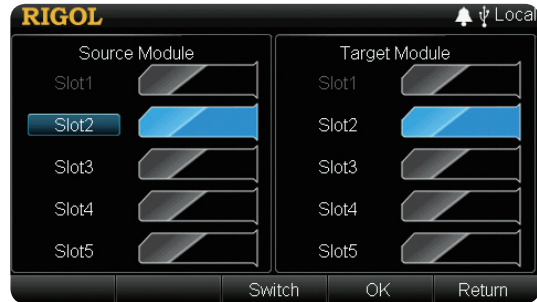 RIGOL Local
Source Module
Slot1
Slot2
Slot3
Slot4
Slot5
Target Module
Slot1
Slot2
Slot3
Slot4
Slot5
Switch OK Return